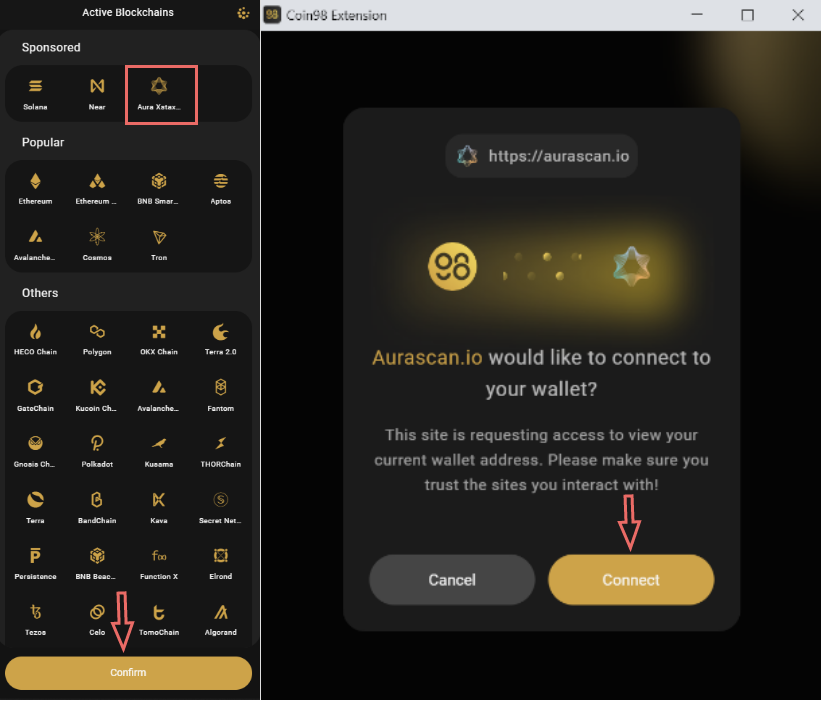 Active Blockchains
Sponsored
Solana
Near
Aura Xstax...
Popular
Ethereum
Ethereum ...
BNB Smar...
Aptos
Avalanche...
Cosmos
Tron
Others
HECO Chain
Polygon
OKX Chain
Terra 2.0
GateChain
Kucoin Ch...
Avalanche...
Fantom
Gnosis Ch...
Polkadot
Kusama
THORChain
Terra
BandChain
Kava
Secret Net...
Persistence
BNB Beac...
Function X
Elrond
Tezos
Celo
TomoChain
Algorand
Confirm
98 Coin98 Extension
https://aurascan.io
98
Aurascan.io would like to connect to
your wallet?
This site is requesting access to view your
current wallet address. Please make sure you
trust the sites you interact with!
Cancel
Connect